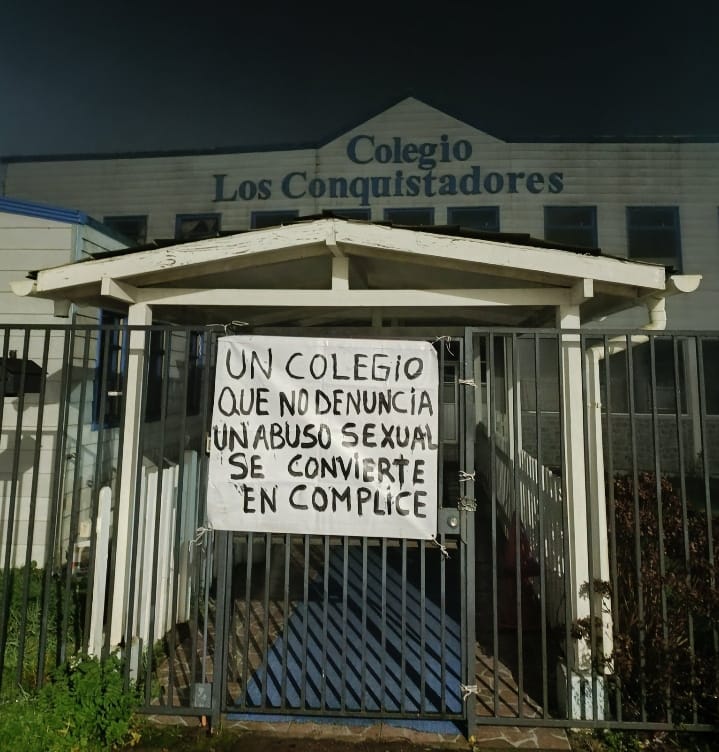 Colegio
Los Conquistadores
UN COLEGIO
QUE NO DENUNCIA
UN ABUSO SEXUAL
SE CONVIERTE
EN COMPLICE